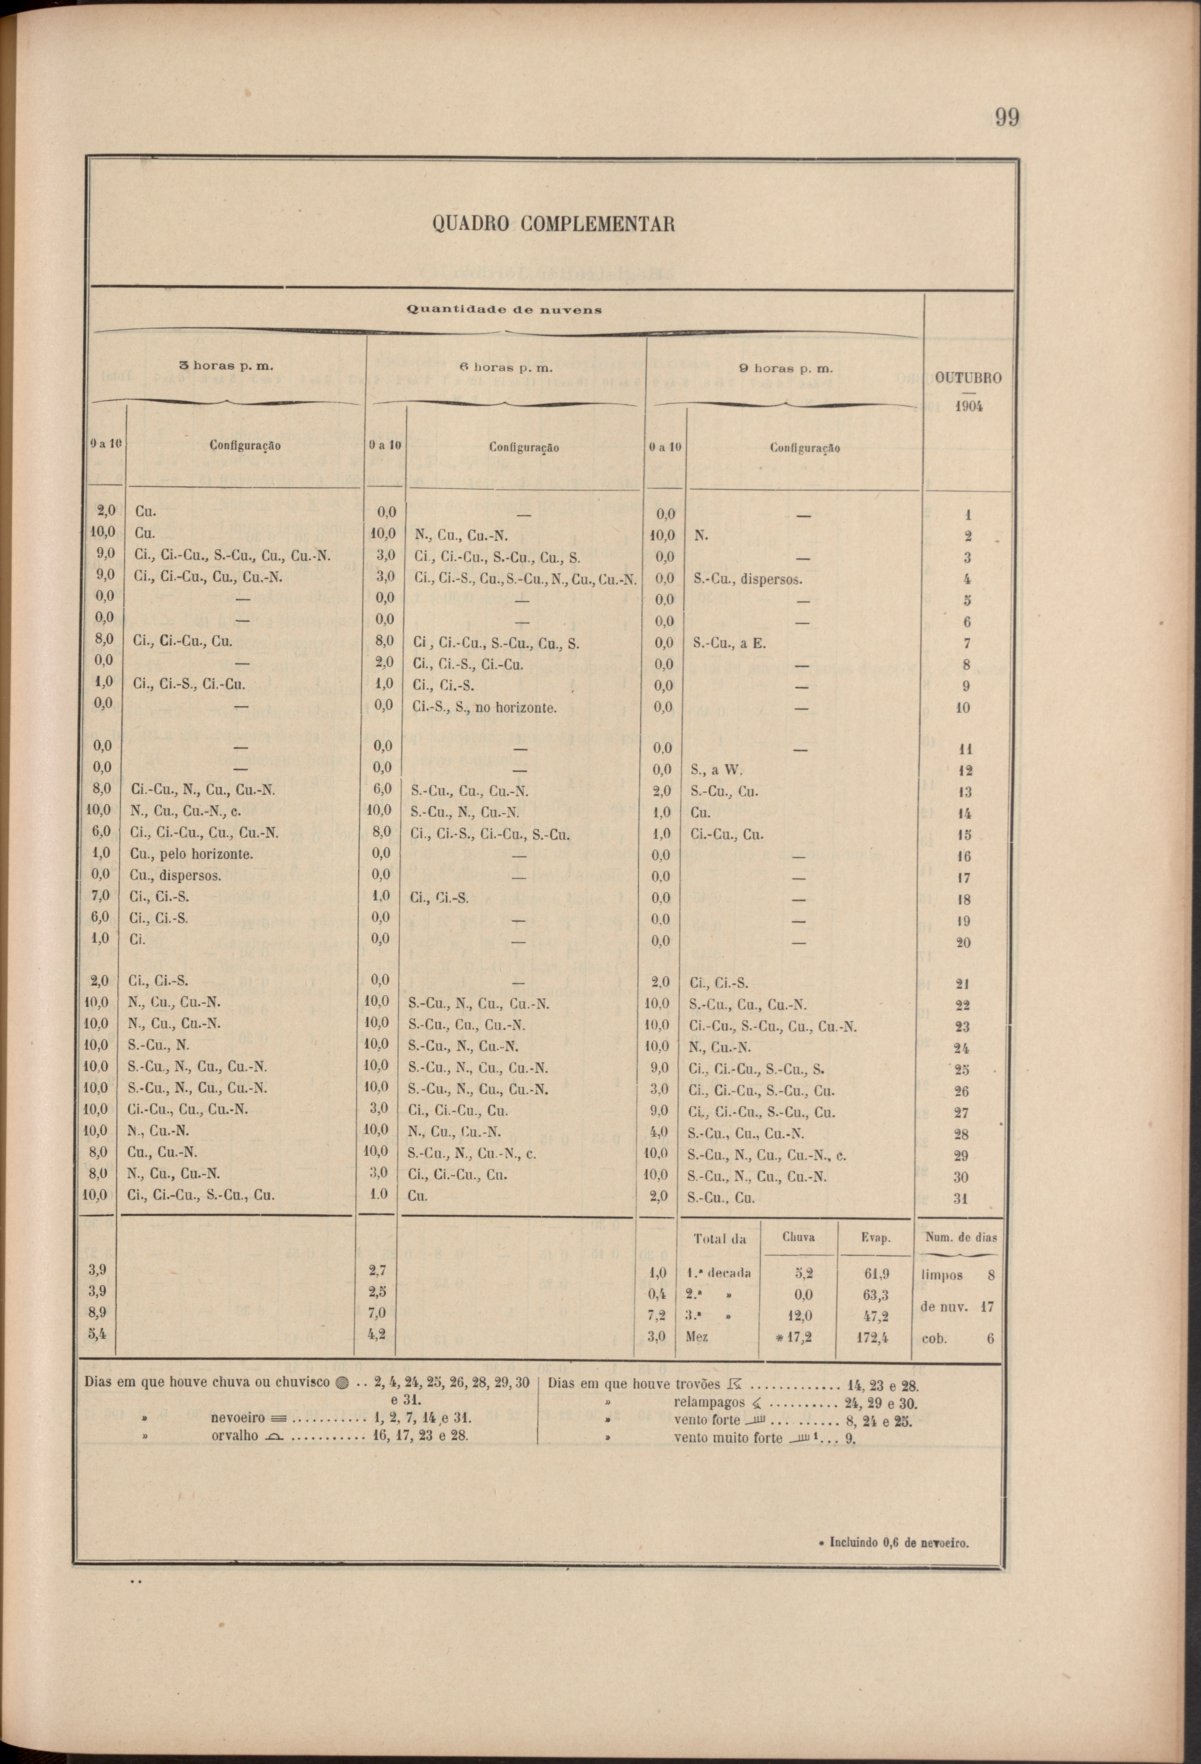 99
QUADRO COMPLEMENTAR
Quantidade de nuvens
3 horas p. m. 6 horas p. m. 9 horas p. m. OUTUBRO
1904
0 a 10 Configuração 0 a 10 Configuração 0 a 10 Configuração
2,0 Cu. 0,0 — 0,0 — 1
10,0 Cu. 10,0 N., Cu., Cu.-N. 10,0 N. 2
9,0 Ci., Ci.-Cu., S.-Cu., Cu., Cu.-N. 3,0 Ci., Ci.-Cu., S.-Cu., Cu., S. 0,0 — 3
9,0 Ci., Ci.-Cu., Cu., Cu.-N. 3,0 Ci., Ci.-S., Cu., S.-Cu., N., Cu., Cu.-N. 0,0 S.-Cu., dispersos. 4
0,0 — 0,0 — 0,0 — 5
0,0 — 0,0 — 0,0 — 6
8,0 Ci., Ci.-Cu., Cu. 8,0 Ci , Ci.-Cu., S.-Cu., Cu., S. 0,0 S.-Cu., a E. 7
0,0 — 2,0 Ci., Ci.-S., Ci.-Cu. 0,0 — 8
1,0 Ci., Ci.-S., Ci.-Cu. 1,0 Ci., Ci.-S. 0,0 — 9
0,0 — 0,0 Ci.-S., S., no horizonte. 0,0 — 10
0,0 — 0,0 — 0,0 — 11
0,0 — 0,0 — 0,0 S., a W. 12
8,0 Ci.-Cu., N., Cu., Cu.-N. 6,0 S.-Cu., Cu., Cu.-N. 2,0 S.-Cu., Cu. 13
10,0 N., Cu., Cu.-N., c. 10,0 S.-Cu., N., Cu.-N. 1,0 Cu. 14
6,0 Ci., Ci.-Cu., Cu., Cu.-N. 8,0 Ci., Ci.-S., Ci.-Cu., S.-Cu. 1,0 Ci.-Cu., Cu. 15
1,0 Cu., pelo horizonte. 0,0 — 0,0 — 16
0,0 Cu., dispersos. 0,0 — 0,0 — 17
7,0 Ci., Ci.-S. 1,0 Ci., Ci.-S. 0,0 — 18
6,0 Ci., Ci.-S. 0,0 — 0,0 — 19
1,0 Ci. 0,0 — 0,0 — 20
2,0 Ci., Ci.-S. 0,0 — 2,0 Ci., Ci.-S. 21
10,0 N., Cu., Cu.-N. 10,0 S.-Cu., N., Cu., Cu.-N. 10,0 S.-Cu., Cu., Cu.-N. 22
10,0 N., Cu., Cu.-N. 10,0 S.-Cu., Cu., Cu.-N. 10,0 Ci.-Cu., S.-Cu., Cu., Cu.-N. 23
10,0 S.-Cu., N. 10,0 S.-Cu., N., Cu.-N. 10,0 N., Cu.-N. 24
10,0 S.-Cu., N., Cu., Cu.-N. 10,0 S.-Cu., N., Cu., Cu.-N. 9,0 Ci., Ci.-Cu., S.-Cu., S. 25
10,0 S.-Cu., N., Cu., Cu.-N. 10,0 S.-Cu., N., Cu., Cu.-N. 3,0 Ci., Ci.-Cu., S.-Cu., Cu. 26
10,0 Ci.-Cu., Cu., Cu.-N. 3,0 Ci., Ci.-Cu., Cu. 9,0 Ci., Ci.-Cu., S.-Cu., Cu. 27
10,0 N., Cu.-N. 10,0 N., Cu., Cu.-N. 4,0 S.-Cu., Cu., Cu.-N. 28
8,0 Cu., Cu.-N. 10,0 S.-Cu., N., Cu.-N., c. 10,0 S.-Cu., N., Cu., Cu.-N., c. 29
8,0 N., Cu., Cu.-N. 3,0 Ci., Ci.-Cu., Cu. 10,0 S.-Cu., N., Cu., Cu.-N. 30
10,0 Ci., Ci.-Cu., S.-Cu., Cu. 1.0 Cu. 2,0 S.-Cu., Cu. 31
Total da Chuva Evap. Num. de dias
3,9 2,7 1,0 1.ª decada 5,2 61,9 limpos 8
3,9 2,5 0,4 2.ª » 0,0 63,3
8,9 7,0 7,2 3.ª » 12,0 47,2 de nuv. 17
5,4 4,2 3,0 Mez * 17,2 172,4 cob. 6
Dias em que houve chuva ou chuvisco .. 2, 4, 24, 25, 26, 28, 29, 30
e 31.
» nevoeiro ≡ ........... 1, 2, 7, 14 e 31.
» orvalho ........... 16, 17, 23 e 28.
Dias em que houve trovões ............. 14, 23 e 28.
» relampagos .......... 24, 29 e 30.
» vento forte .......... 8, 24 e 25.
» vento muito forte ¹... 9.
* Incluindo 0,6 de nevoeiro.